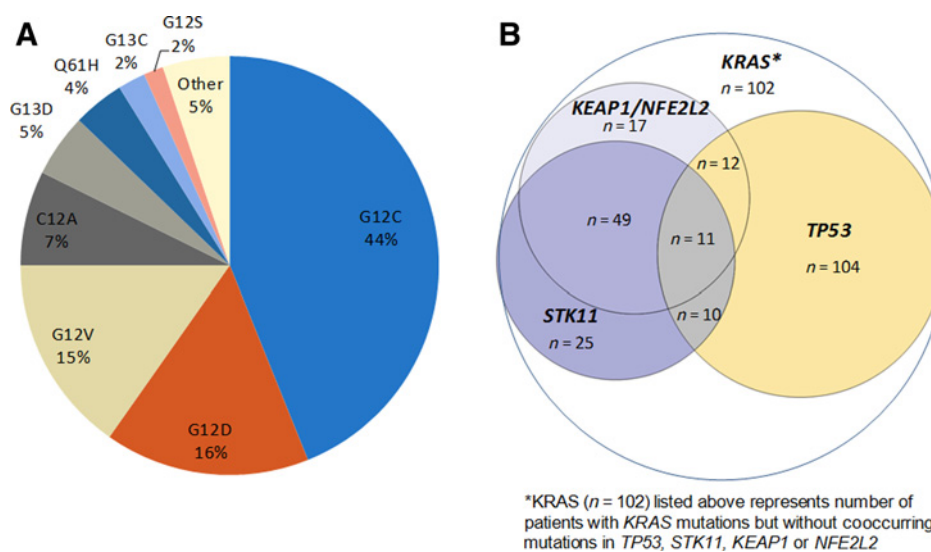 A
G12S
2%
G13C
2%
Q61H
4%
G13D
5%
Other
5%
C12A
7%
G12C
44%
G12V
15%
G12D
16%
B
KRAS*
n = 102
KEAP1/NFE2L2
n = 17
n = 12
n = 49
n = 11
TP53
n = 104
STK11
n = 25
n = 10
*KRAS (n = 102) listed above represents number of
patients with KRAS mutations but without cooccurring
mutations in TP53, STK11, KEAP1 or NFE2L2